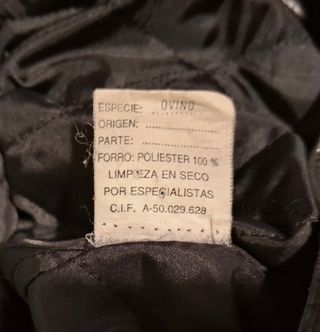 ESPECIE: OVINO
ORIGEN: ........................
PARTE: ........................
FORRO: POLIESTER 100 %
LIMPIEZA EN SECO
POR ESPECIALISTAS
C.I.F. A-50.029.628